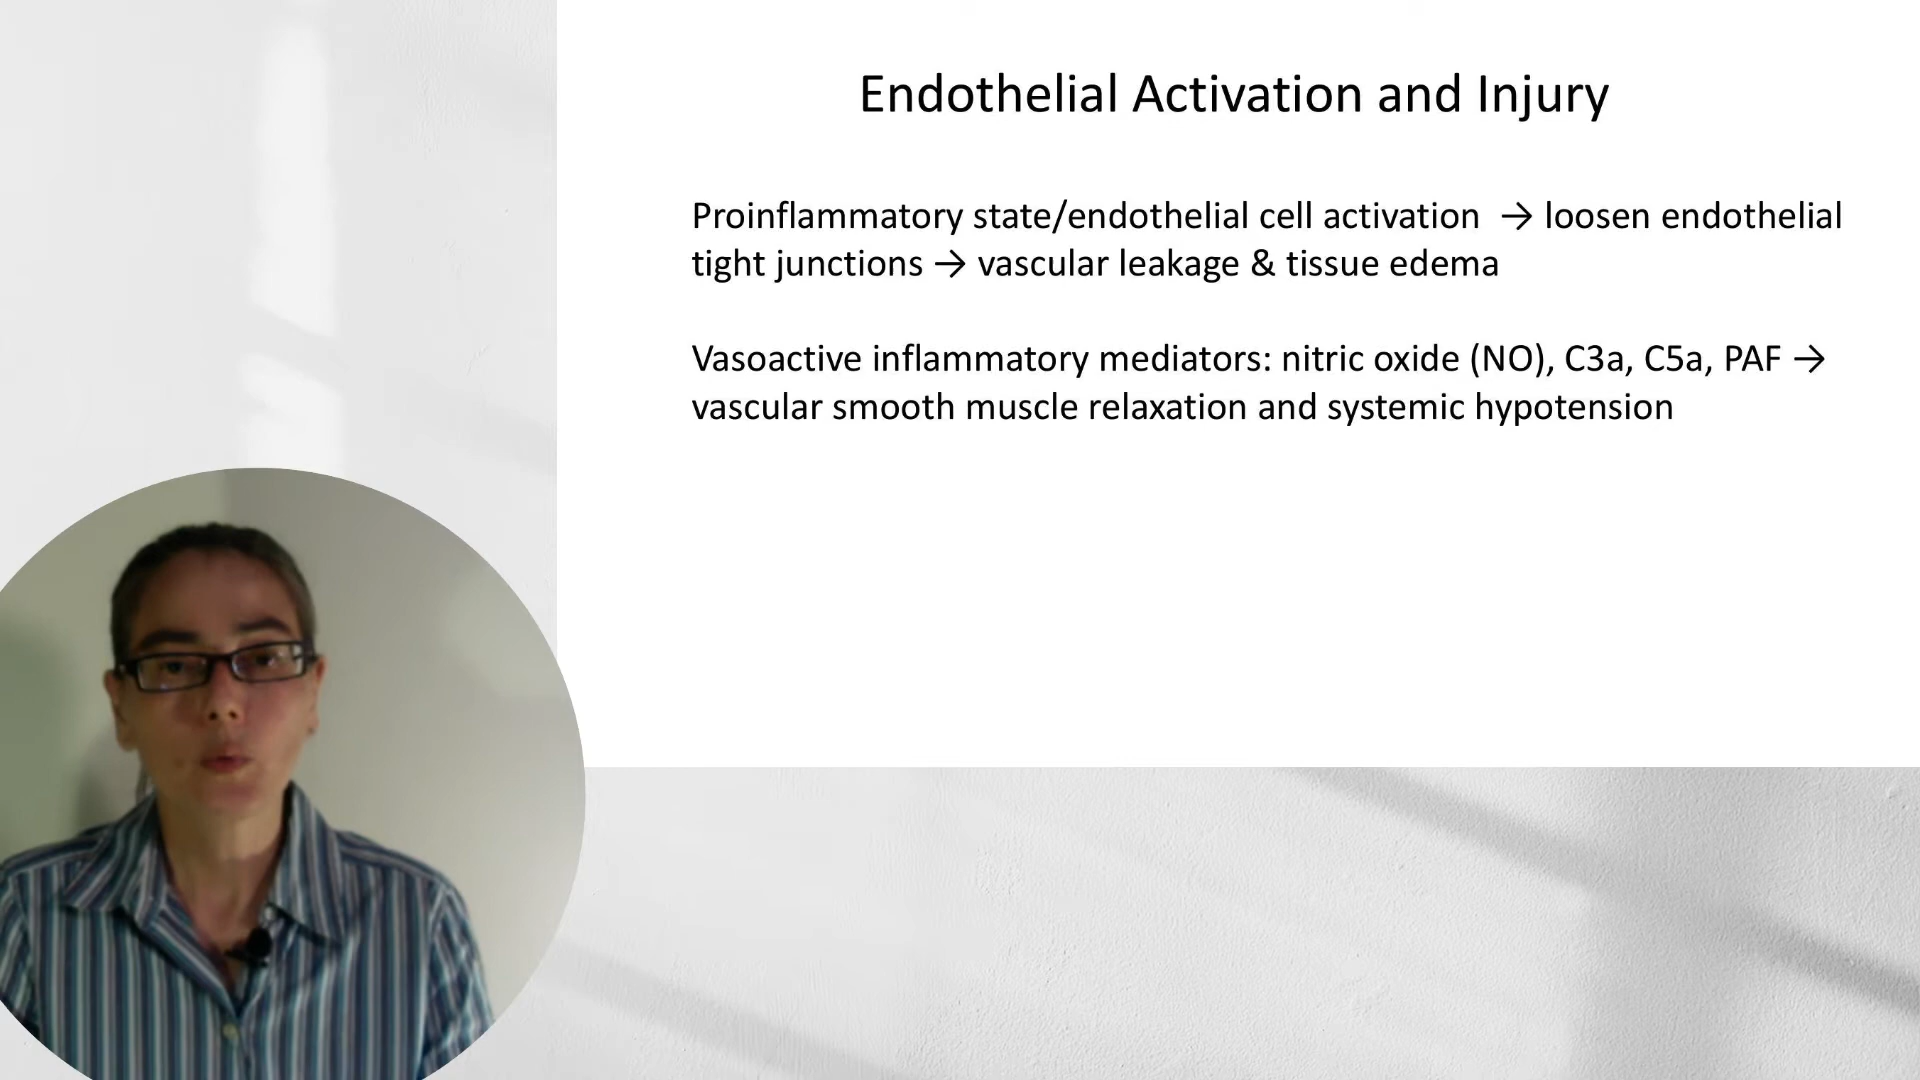 Endothelial Activation and Injury
Proinflammatory state/endothelial cell activation → loosen endothelial
tight junctions → vascular leakage & tissue edema
Vasoactive inflammatory mediators: nitric oxide (NO), C3a, C5a, PAF →
vascular smooth muscle relaxation and systemic hypotension